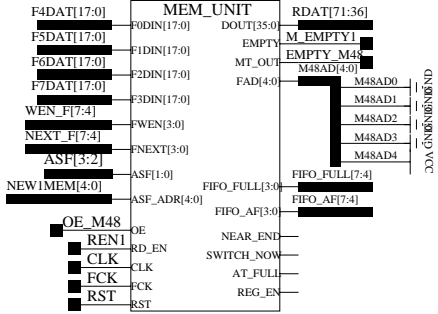 MEM_UNIT
F4DAT[17:0]
F0DIN[17:0]
F5DAT[17:0]
F1DIN[17:0]
F6DAT[17:0]
F2DIN[17:0]
F7DAT[17:0]
F3DIN[17:0]
WEN_F[7:4]
FWEN[3:0]
NEXT_F[7:4]
FNEXT[3:0]
ASF[3:2]
ASF[1:0]
NEW1MEM[4:0]
ASF_ADR[4:0]
OE_M48
OE
REN1
RD_EN
CLK
CLK
FCK
FCK
RST
RST
DOUT[35:0]
RDAT[71:36]
EMPTY
M_EMPTY1
MT_OUT
EMPTY_M48
FAD[4:0]
M48AD[4:0]
M48AD0
GND
M48AD1
GND
M48AD2
GND
M48AD3
GND
M48AD4
VCC
FIFO_FULL[3:0]
FIFO_FULL[7:4]
FIFO_AF[3:0]
FIFO_AF[7:4]
NEAR_END
SWITCH_NOW
AT_FULL
REG_EN